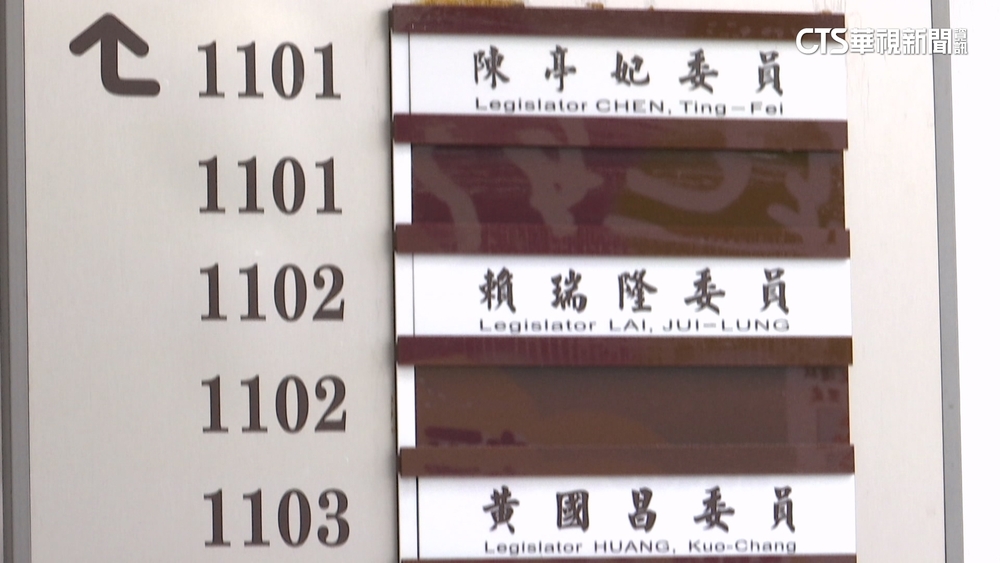 CTS華視新聞資訊
1101 陳亭妃委員
Legislator CHEN, Ting-Fei
1101
1102 賴瑞隆委員
Legislator LAI, JUI-LUNG
1102
1103 黃國昌委員
Legislator HUANG, Kuo-Chang